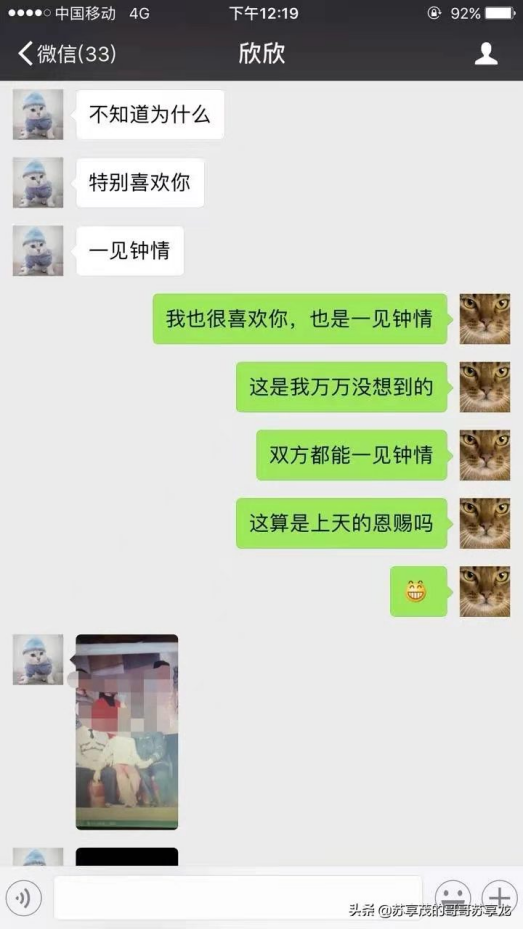 中国移动 4G 下午12:19 92%
微信(33) 欣欣
不知道为什么
特别喜欢你
一见钟情
我也很喜欢你，也是一见钟情
这是我万万没想到的
双方都能一见钟情
这算是上天的恩赐吗
头条 @苏享茂的哥哥苏享龙